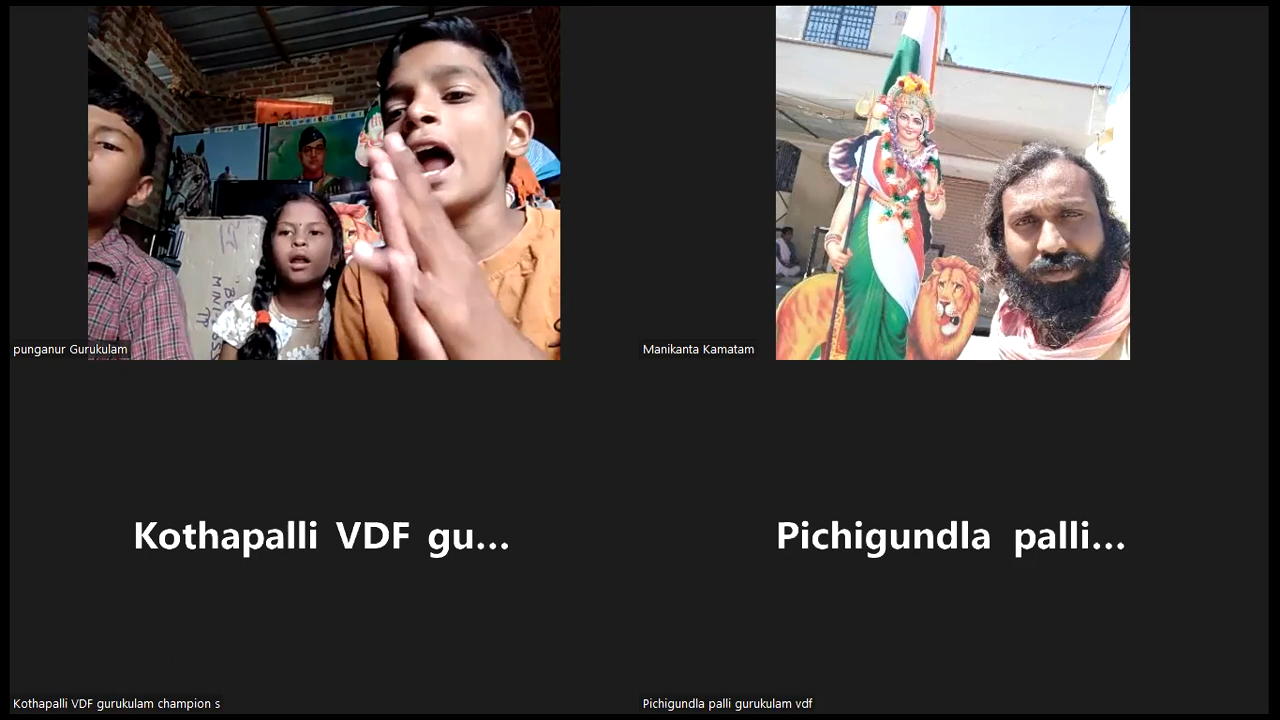 punganur Gurukulam
Manikanta Kamatam
Kothapalli VDF gu...
Pichigundla palli...
Kothapalli VDF gurukulam champion s
Pichigundla palli gurukulam vdf